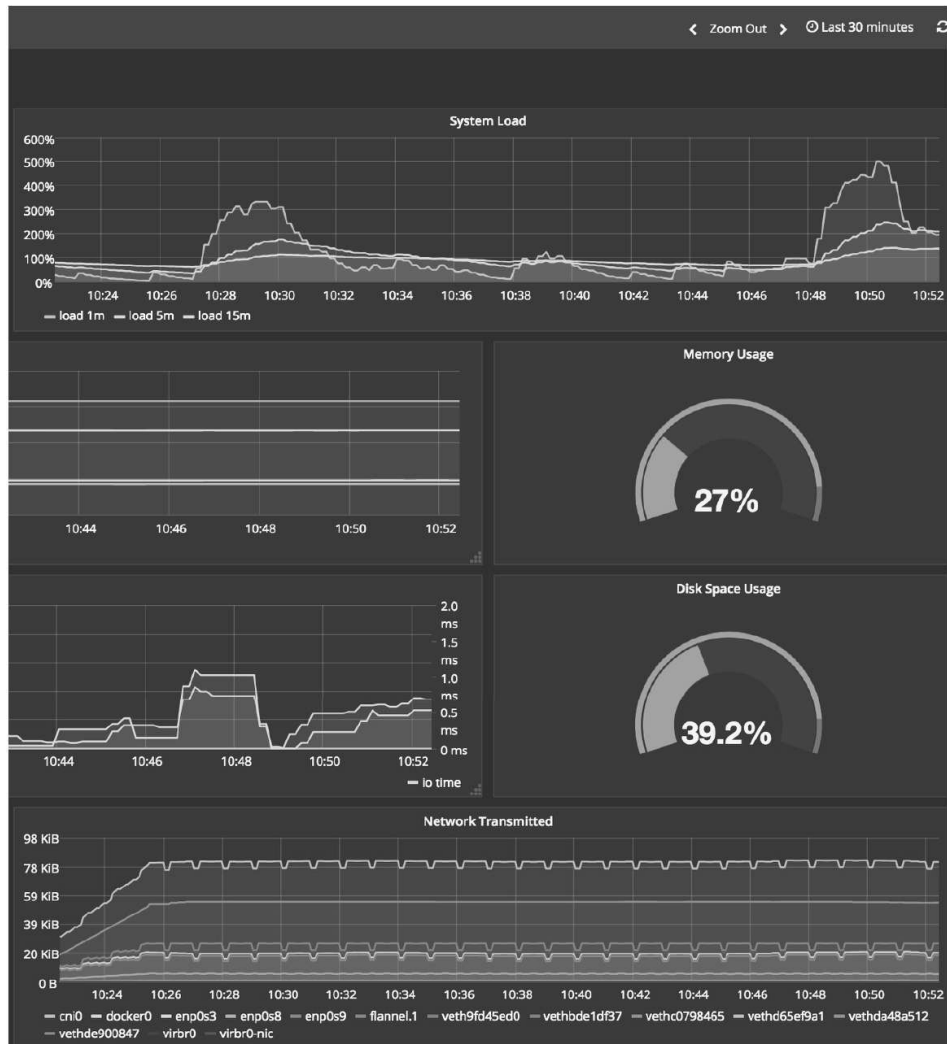 Zoom Out Last 30 minutes
System Load
600%
500%
400%
300%
200%
100%
0%
10:24 10:26 10:28 10:30 10:32 10:34 10:36 10:38 10:40 10:42 10:44 10:46 10:48 10:50 10:52
load 1m load 5m load 15m
10:44 10:46 10:48 10:50 10:52
Memory Usage
27%
2.0
ms
1.5
ms
1.0
ms
0.5
ms
0 ms
10:44 10:46 10:48 10:50 10:52
io time
Disk Space Usage
39.2%
Network Transmitted
98 KiB
78 KiB
59 KiB
39 KiB
20 KiB
0 B
10:24 10:26 10:28 10:30 10:32 10:34 10:36 10:38 10:40 10:42 10:44 10:46 10:48 10:50 10:52
cni0 docker0 enp0s3 enp0s8 enp0s9 flannel.1 veth9fd45ed0 vethbde1df37 vethc0798465 vethd65ef9a1 vethda48a512
vethde900847 virbr0 virbr0-nic